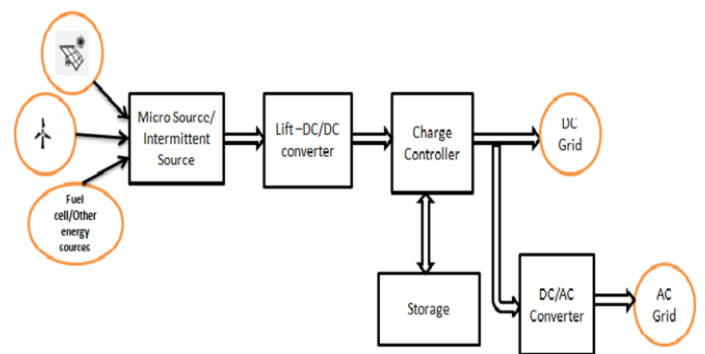 Micro Source/
Intermittent
Source
Lift –DC/DC
converter
Charge
Controller
DC
Grid
Fuel
cell/Other
energy
sources
Storage
DC/AC
Converter
AC
Grid